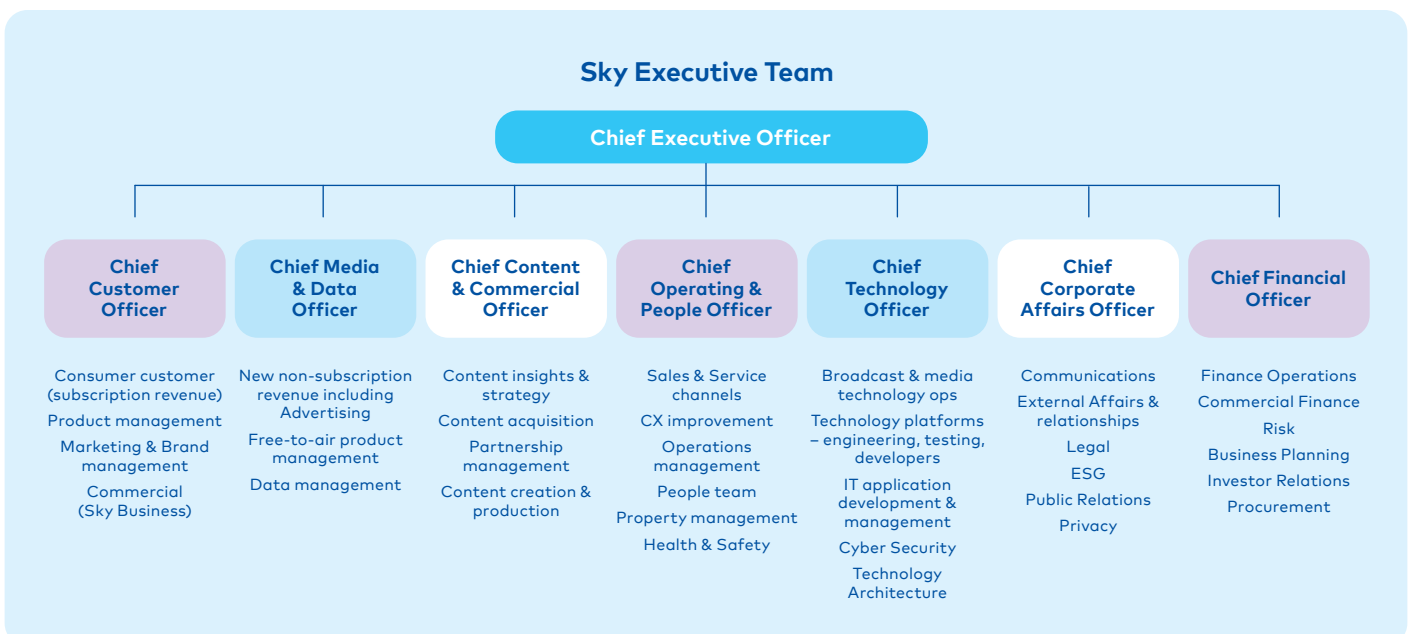 Sky Executive Team
Chief Executive Officer
Chief
Customer
Officer
Consumer customer
(subscription revenue)
Product management
Marketing & Brand
management
Commercial
(Sky Business)
Chief Media
& Data
Officer
New non-subscription
revenue including
Advertising
Free-to-air product
management
Data management
Chief Content
& Commercial
Officer
Content insights &
strategy
Content acquisition
Partnership
management
Content creation &
production
Chief
Operating &
People Officer
Sales & Service
channels
CX improvement
Operations
management
People team
Property management
Health & Safety
Chief
Technology
Officer
Broadcast & media
technology ops
Technology platforms
– engineering, testing,
developers
IT application
development &
management
Cyber Security
Technology
Architecture
Chief
Corporate
Affairs Officer
Communications
External Affairs &
relationships
Legal
ESG
Public Relations
Privacy
Chief Financial
Officer
Finance Operations
Commercial Finance
Risk
Business Planning
Investor Relations
Procurement